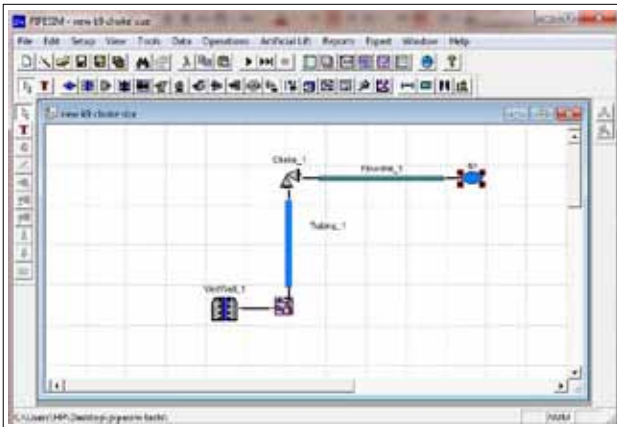 PIPESIM - new k9 choke size
File Edit Setup View Tools Data Operations Artificial Lift Reports Expert Window Help
new k9 choke size
Choke_1
Flowline_1
Tubing_1
VertWell_1
NUM